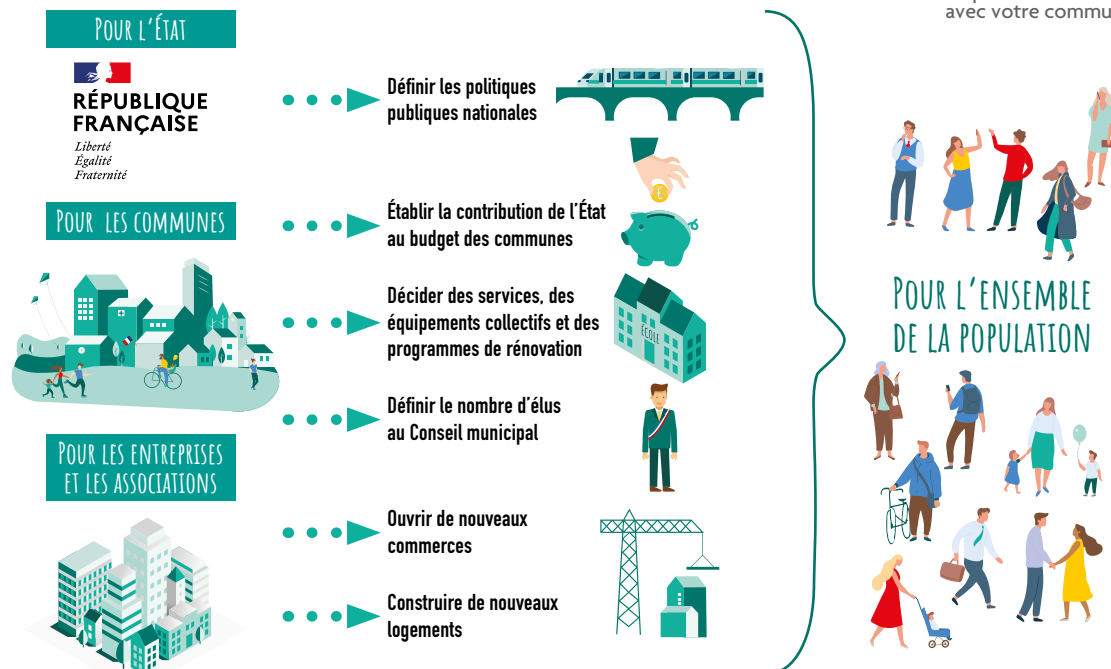 avec votre commu
POUR L'ÉTAT
RÉPUBLIQUE
FRANÇAISE
Liberté
Égalité
Fraternité
Définir les politiques
publiques nationales
POUR LES COMMUNES
Établir la contribution de l'État
au budget des communes
Décider des services, des
équipements collectifs et des
programmes de rénovation
ÉCOLE
Définir le nombre d'élus
au Conseil municipal
POUR LES ENTREPRISES
ET LES ASSOCIATIONS
Ouvrir de nouveaux
commerces
Construire de nouveaux
logements
POUR L'ENSEMBLE
DE LA POPULATION